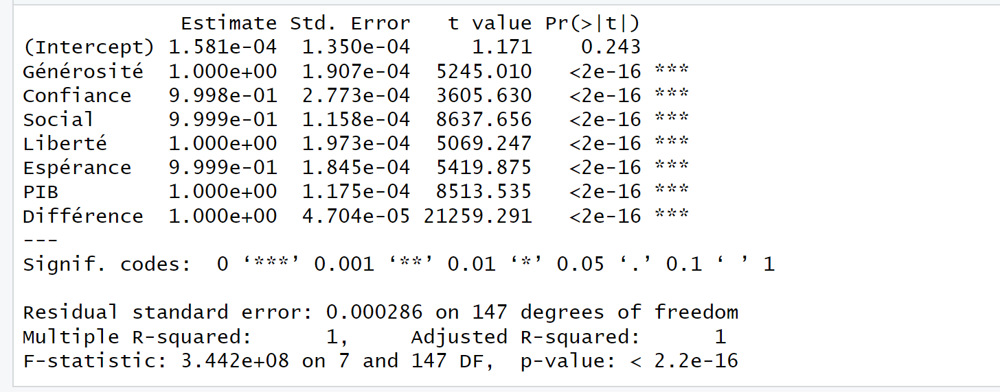 Estimate Std. Error t value Pr(>|t|)
(Intercept) 1.581e-04 1.350e-04 1.171 0.243
Générosité 1.000e+00 1.907e-04 5245.010 <2e-16 ***
Confiance 9.998e-01 2.773e-04 3605.630 <2e-16 ***
Social 9.999e-01 1.158e-04 8637.656 <2e-16 ***
Liberté 1.000e+00 1.973e-04 5069.247 <2e-16 ***
Espérance 9.999e-01 1.845e-04 5419.875 <2e-16 ***
PIB 1.000e+00 1.175e-04 8513.535 <2e-16 ***
Différence 1.000e+00 4.704e-05 21259.291 <2e-16 ***
---
Signif. codes: 0 ‘***’ 0.001 ‘**’ 0.01 ‘*’ 0.05 ‘.’ 0.1 ‘ ’ 1
Residual standard error: 0.000286 on 147 degrees of freedom
Multiple R-squared: 1, Adjusted R-squared: 1
F-statistic: 3.442e+08 on 7 and 147 DF, p-value: < 2.2e-16